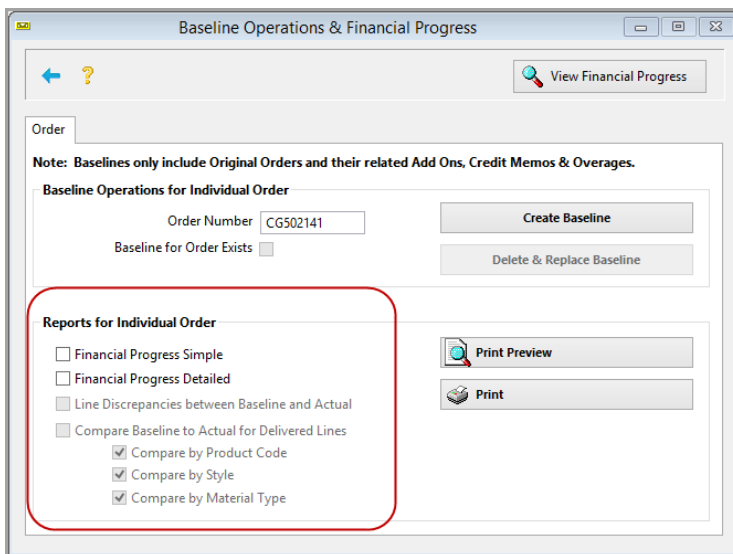 Baseline Operations & Financial Progress
? View Financial Progress
Order
Note: Baselines only include Original Orders and their related Add Ons, Credit Memos & Overages.
Baseline Operations for Individual Order
Order Number CG502141 Create Baseline
Baseline for Order Exists
Delete & Replace Baseline
Reports for Individual Order
Financial Progress Simple Print Preview
Financial Progress Detailed
Line Discrepancies between Baseline and Actual Print
Compare Baseline to Actual for Delivered Lines
Compare by Product Code
Compare by Style
Compare by Material Type